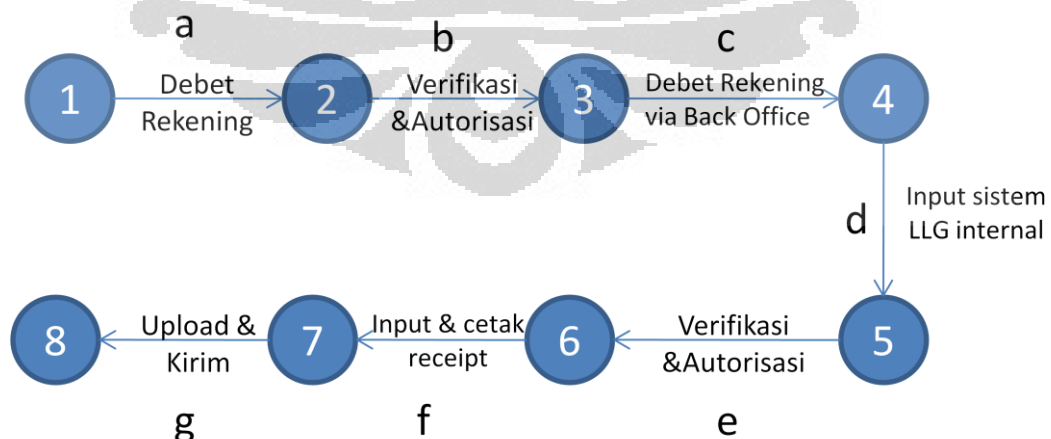 a
b
c
1
Debet
Rekening
2
Verifikasi
&Autorisasi
3
Debet Rekening
via Back Office
4
d
Input sistem
LLG internal
8
Upload &
Kirim
7
Input & cetak
receipt
6
Verifikasi
&Autorisasi
5
g
f
e